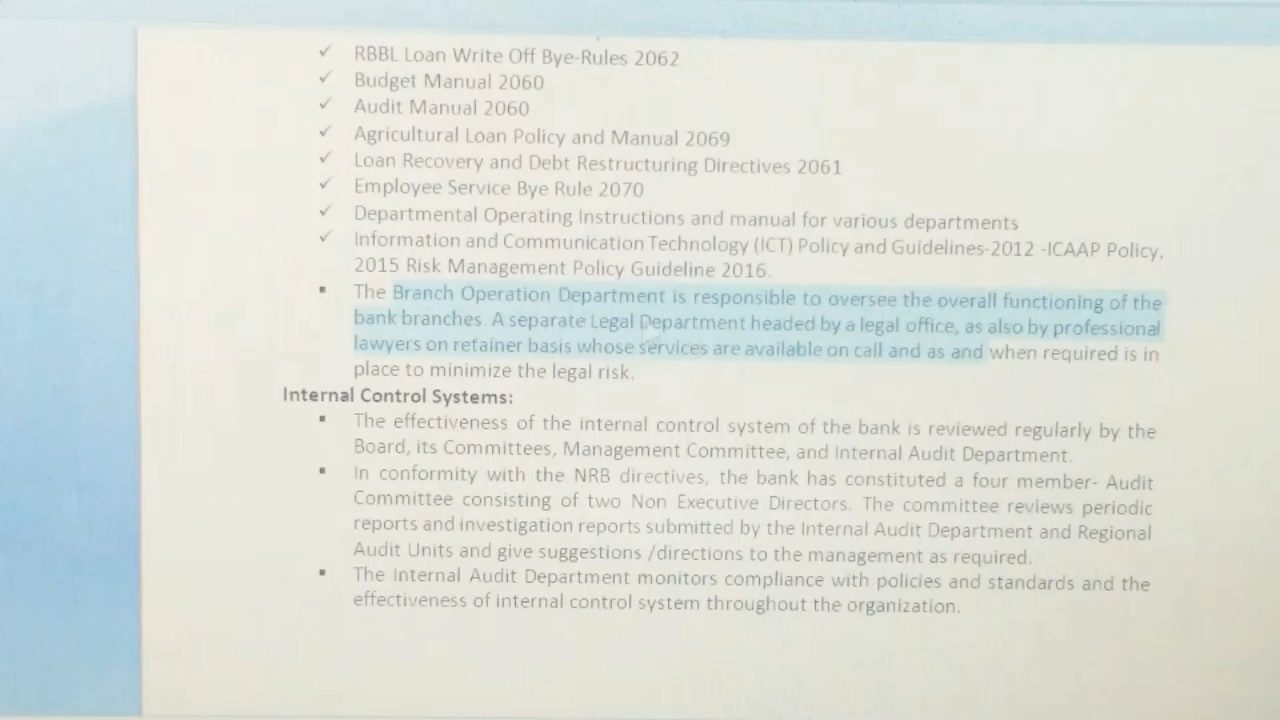 ✓ RBBL Loan Write Off Bye-Rules 2062
✓ Budget Manual 2060
✓ Audit Manual 2060
✓ Agricultural Loan Policy and Manual 2069
✓ Loan Recovery and Debt Restructuring Directives 2061
✓ Employee Service Bye Rule 2070
✓ Departmental Operating Instructions and manual for various departments
✓ Information and Communication Technology (ICT) Policy and Guidelines-2012 -ICAAP Policy,
2015 Risk Management Policy Guideline 2016.
▪ The Branch Operation Department is responsible to oversee the overall functioning of the
bank branches. A separate Legal Department headed by a legal office, as also by professional
lawyers on retainer basis whose services are available on call and as and when required is in
place to minimize the legal risk.
Internal Control Systems:
▪ The effectiveness of the internal control system of the bank is reviewed regularly by the
Board, its Committees, Management Committee, and Internal Audit Department.
▪ In conformity with the NRB directives, the bank has constituted a four member- Audit
Committee consisting of two Non Executive Directors. The committee reviews periodic
reports and investigation reports submitted by the Internal Audit Department and Regional
Audit Units and give suggestions /directions to the management as required.
▪ The Internal Audit Department monitors compliance with policies and standards and the
effectiveness of internal control system throughout the organization.